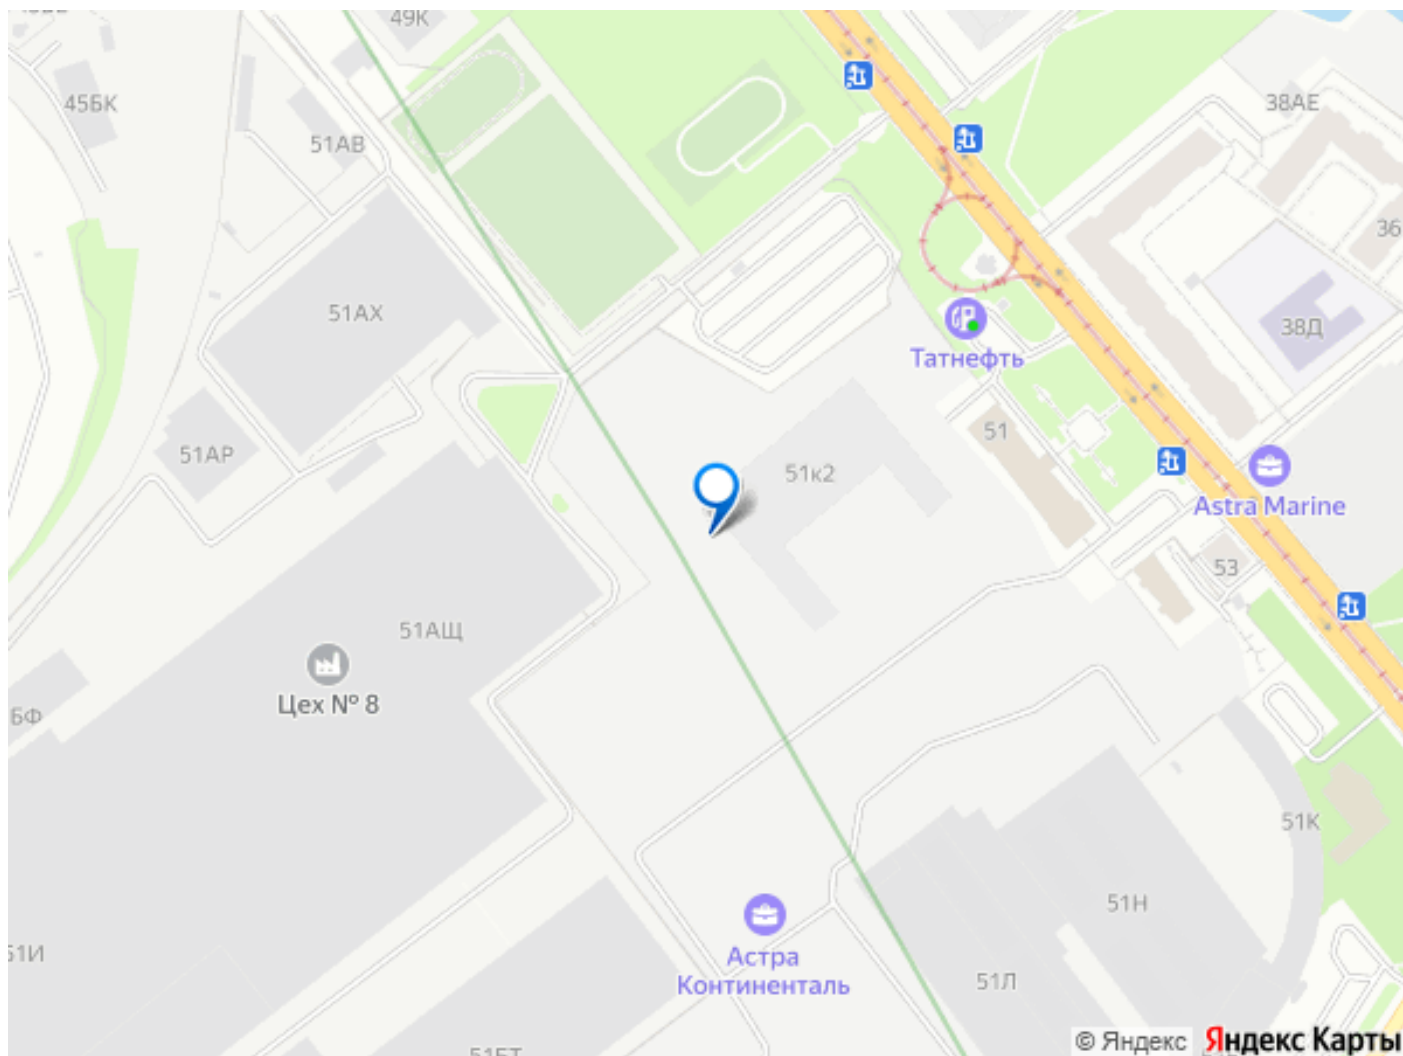 49К
45БК
38АЕ
51АВ
36
51АХ
38Д
Татнефть
51
51АР
51к2
Astra Marine
53
51АЩ
Цех № 8
БФ
51К
51Н
51И
Астра
Континенталь
51Л
© Яндекс
Яндекс Карты